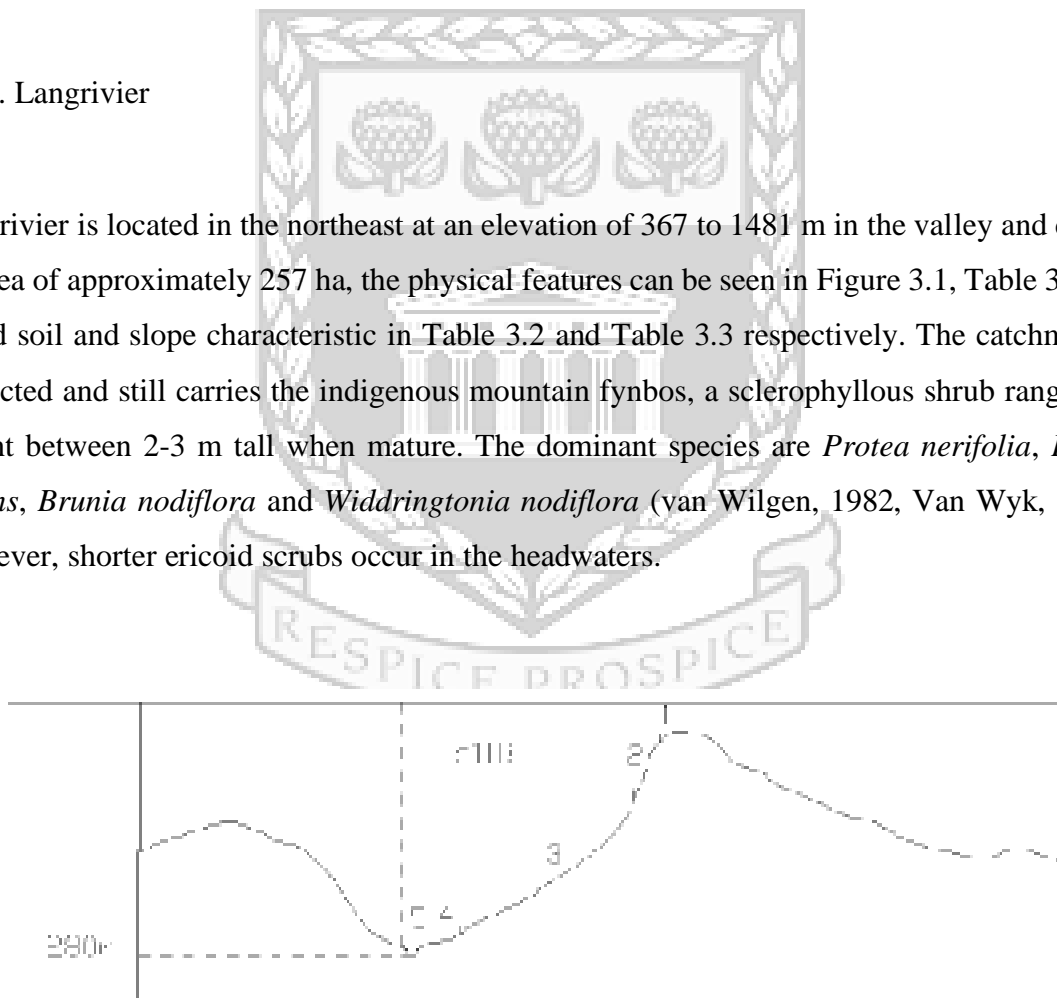 . Langrivier
rivier is located in the northeast at an elevation of 367 to 1481 m in the valley and
ea of approximately 257 ha, the physical features can be seen in Figure 3.1, Table 3
d soil and slope characteristic in Table 3.2 and Table 3.3 respectively. The catchn
cted and still carries the indigenous mountain fynbos, a sclerophyllous shrub rang
nt between 2-3 m tall when mature. The dominant species are Protea nerifolia,
ns, Brunia nodiflora and Widdringtonia nodiflora (van Wilgen, 1982, Van Wyk,
ever, shorter ericoid scrubs occur in the headwaters.
RESPICE PROSPICE
2
3
4